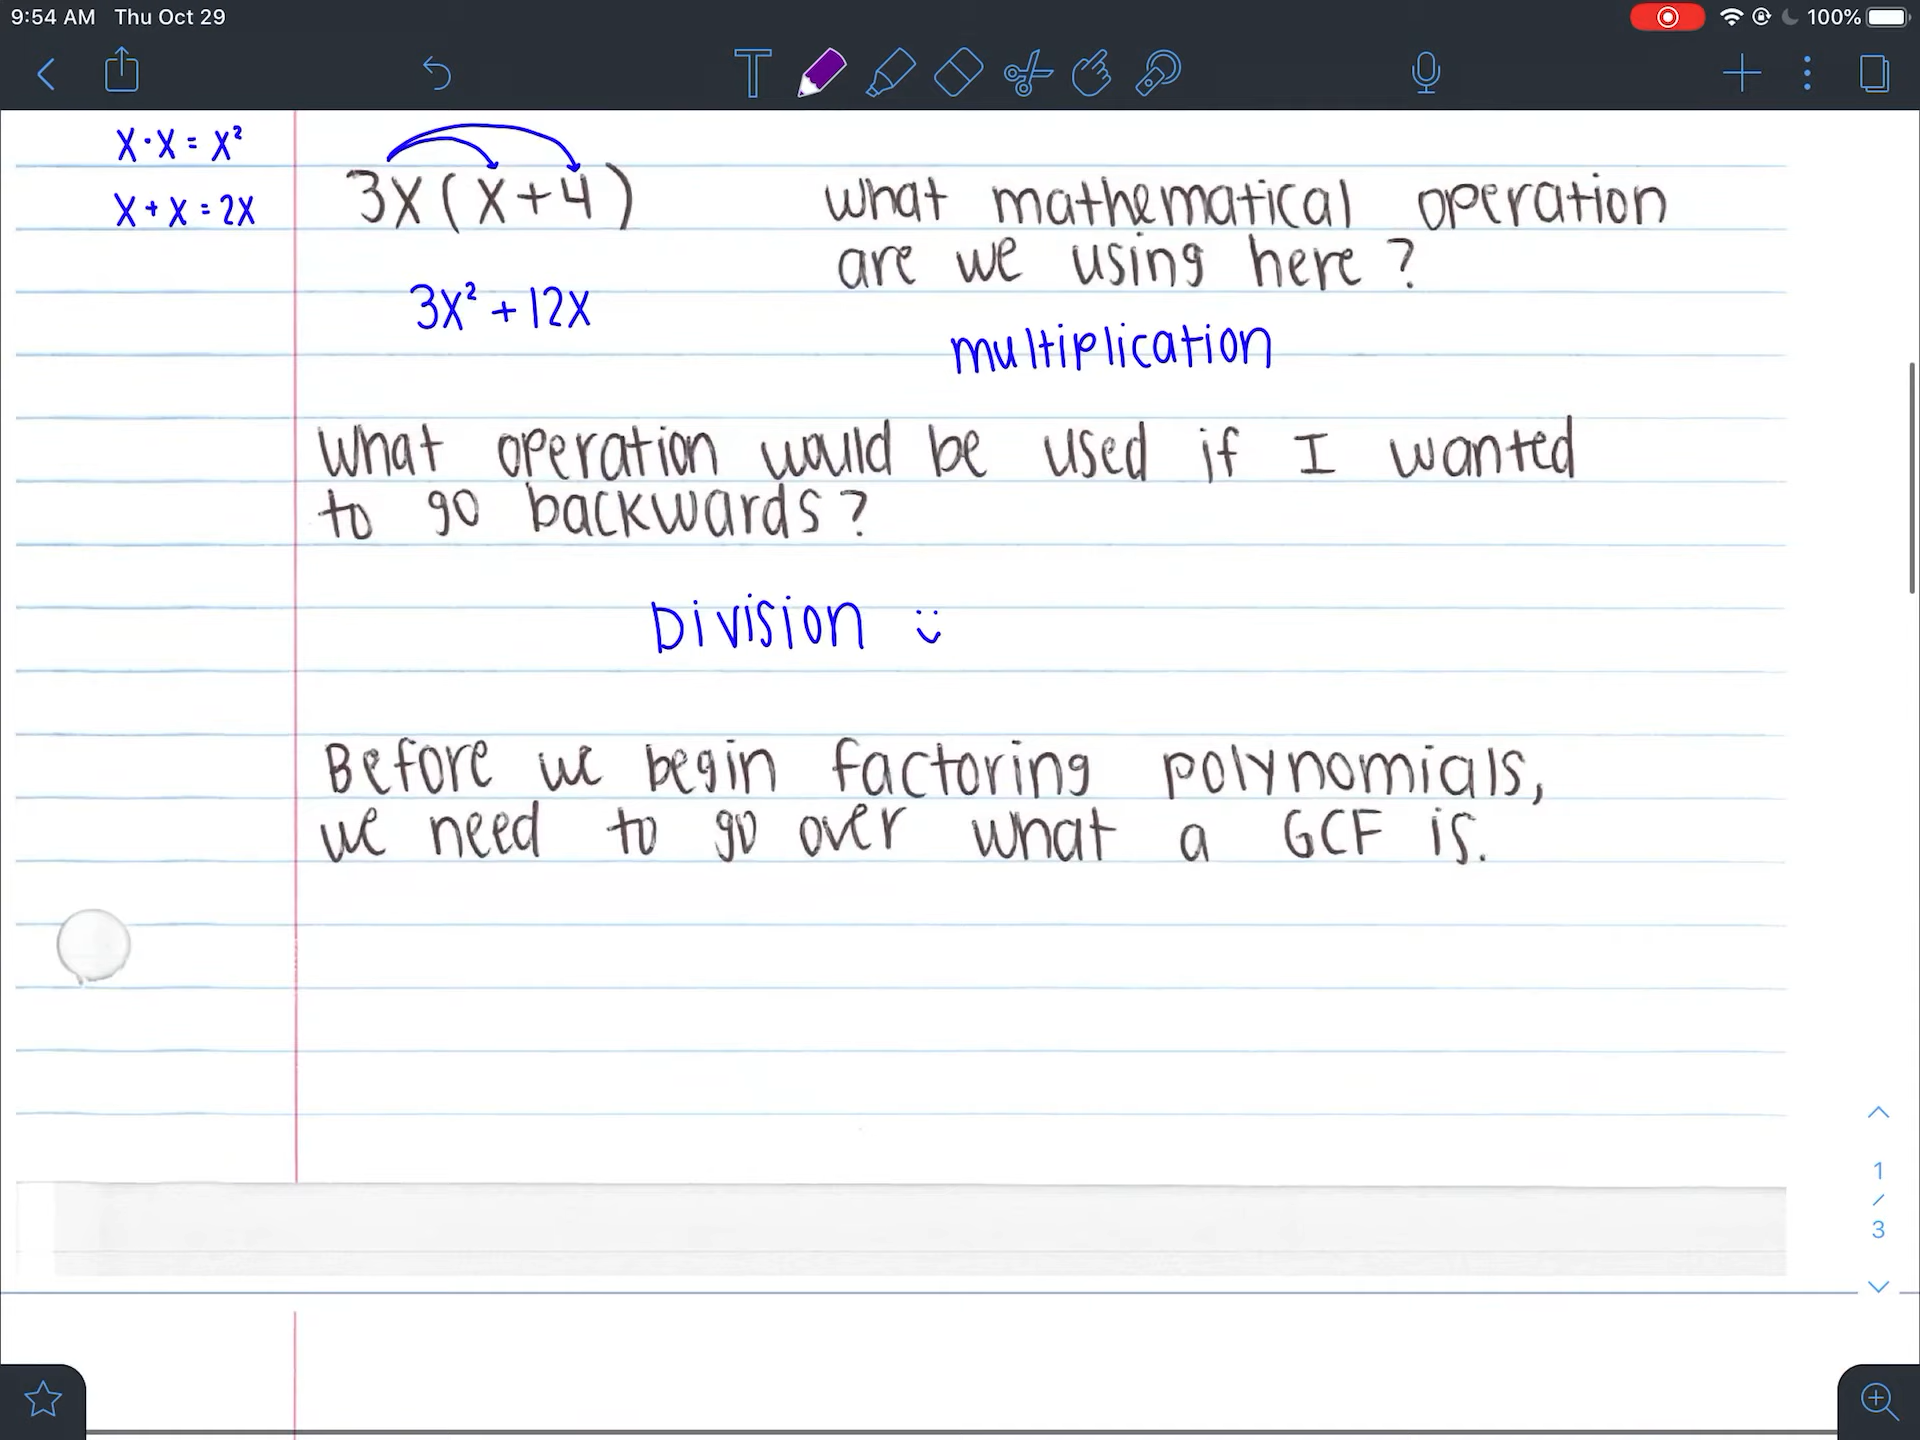 9:54 AM Thu Oct 29
100%
T
X·X = X²
X + X = 2X
3X(X+4)
what mathematical operation
are we using here?
3X² + 12X
multiplication
What operation would be used if I wanted
to go backwards?
Division :)
Before we begin factoring polynomials,
we need to go over what a GCF is.
1
/
3